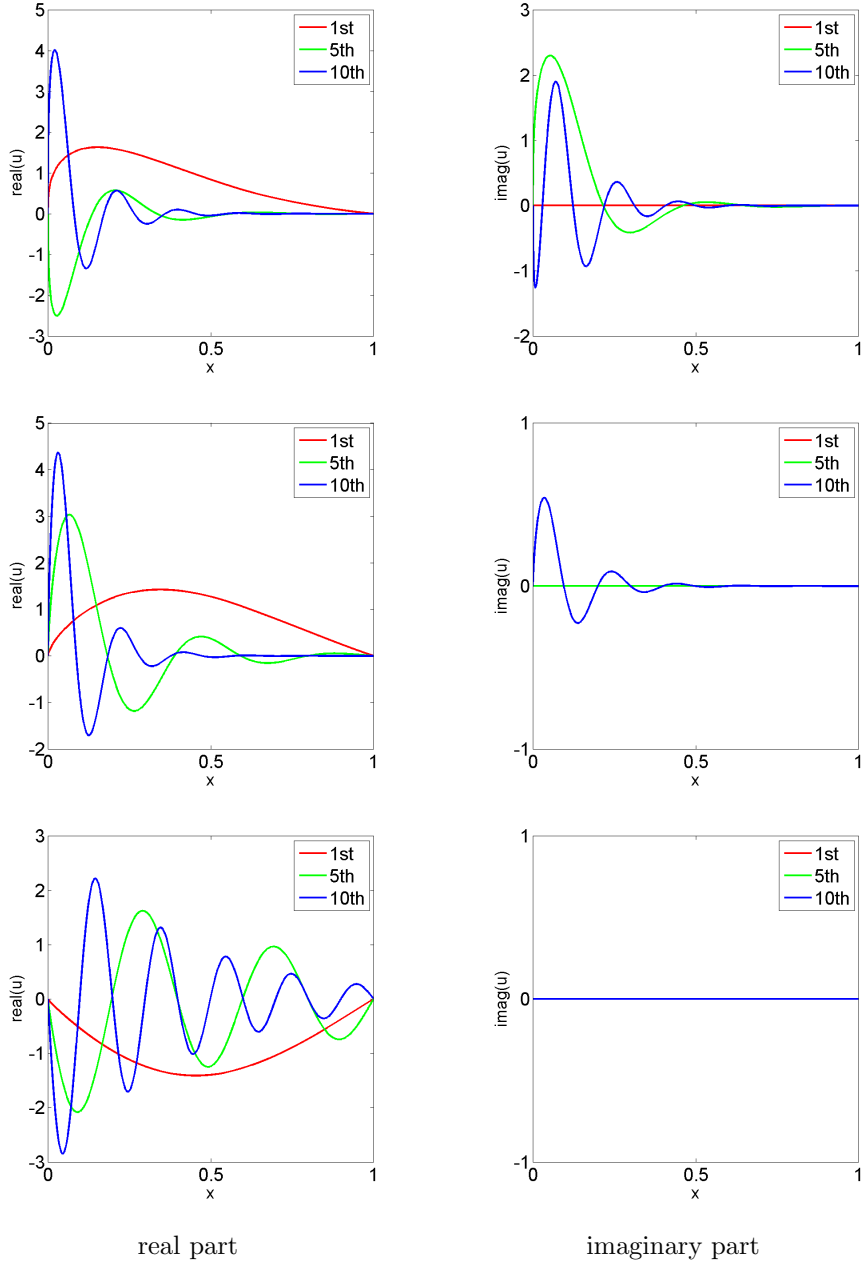 5
4
3
2
1
0
-1
-2
-3
0 0.5 1
x
real(u)
1st
5th
10th
3
2
1
0
-1
-2
0 0.5 1
x
imag(u)
1st
5th
10th
5
4
3
2
1
0
-1
-2
0 0.5 1
x
real(u)
1st
5th
10th
1
0
-1
0 0.5 1
x
imag(u)
1st
5th
10th
3
2
1
0
-1
-2
-3
0 0.5 1
x
real(u)
1st
5th
10th
1
0
-1
0 0.5 1
x
imag(u)
1st
5th
10th
real part
imaginary part